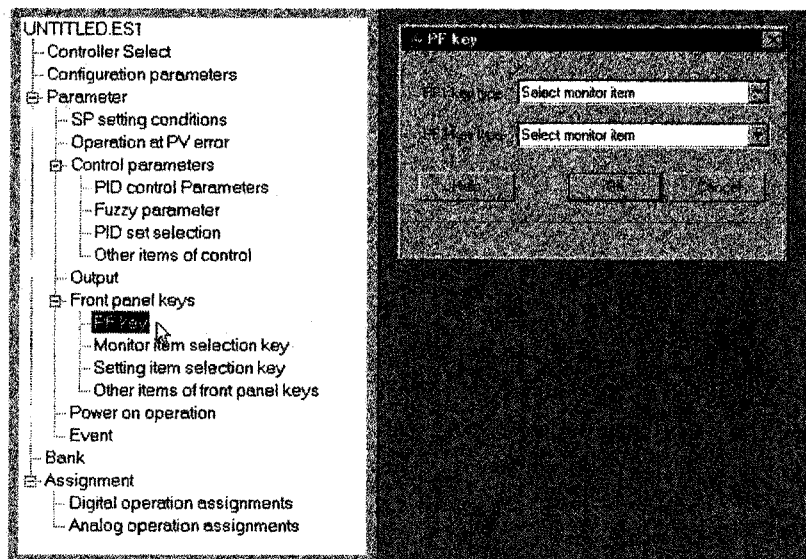 UNTITLED.ES1
Controller Select
Configuration parameters
Parameter
SP setting conditions
Operation at PV error
Control parameters
PID control Parameters
Fuzzy parameter
PID set selection
Other items of control
Output
Front panel keys
PF key
Monitor item selection key
Setting item selection key
Other items of front panel keys
Power on operation
Event
Bank
Assignment
Digital operation assignments
Analog operation assignments
PF key
Select monitor item
Select monitor item
Cancel